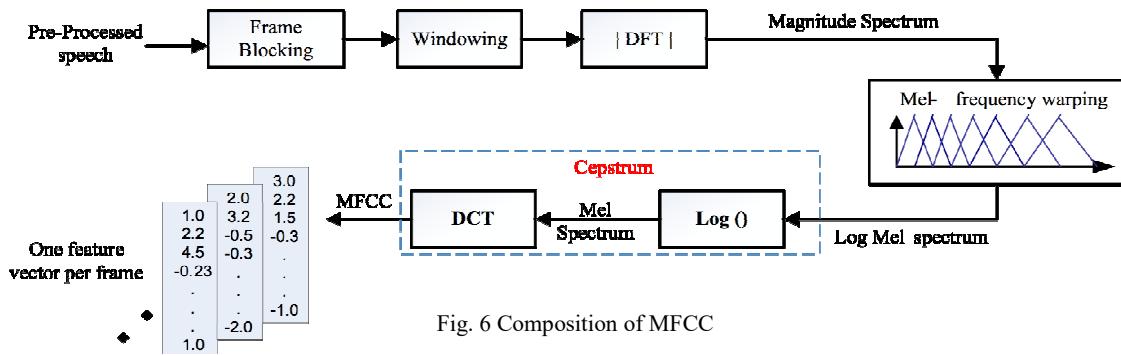 Pre-Processed
speech
Frame
Blocking
Windowing
| DFT |
Magnitude Spectrum
Mel- frequency warping
Log Mel spectrum
Cepstrum
Log ()
Mel
Spectrum
DCT
MFCC
3.0
2.2
1.5
-0.3
.
.
.
-1.0
2.0
3.2
-0.5
-0.3
.
.
.
-2.0
1.0
2.2
4.5
-0.23
.
.
.
1.0
One feature
vector per frame
Fig. 6 Composition of MFCC